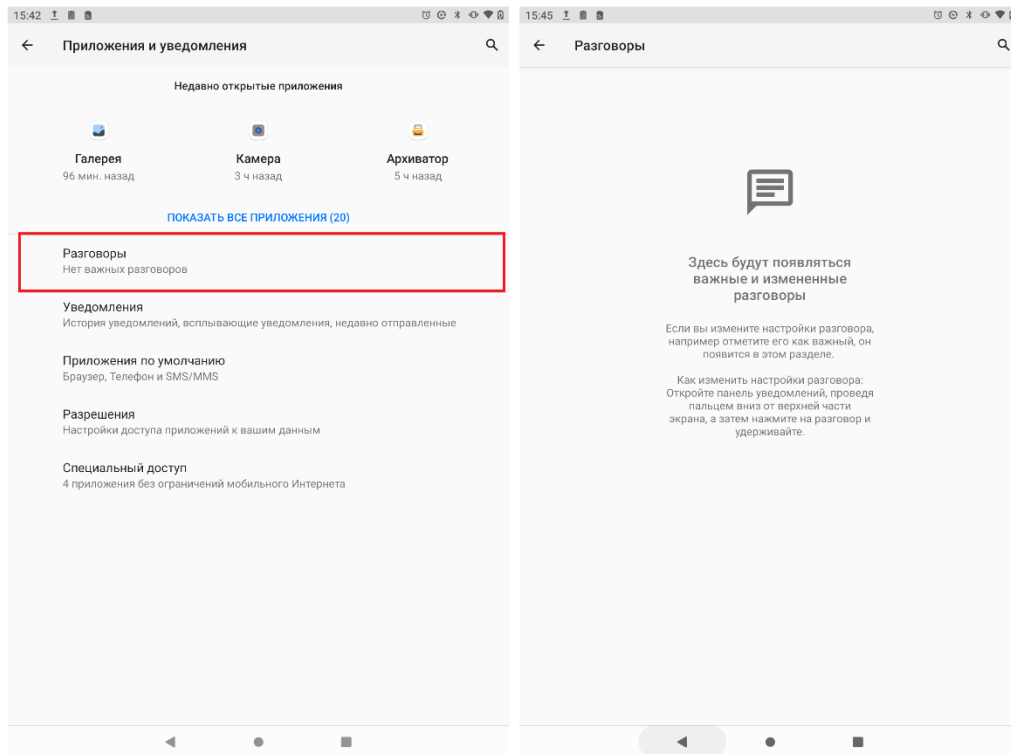 15:42
Приложения и уведомления
Недавно открытые приложения
Галерея
96 мин. назад
Камера
3 ч назад
Архиватор
5 ч назад
ПОКАЗАТЬ ВСЕ ПРИЛОЖЕНИЯ (20)
Разговоры
Нет важных разговоров
Уведомления
История уведомлений, всплывающие уведомления, недавно отправленные
Приложения по умолчанию
Браузер, Телефон и SMS/MMS
Разрешения
Настройки доступа приложений к вашим данным
Специальный доступ
4 приложения без ограничений мобильного Интернета
15:45
Разговоры
Здесь будут появляться
важные и измененные
разговоры
Если вы измените настройки разговора,
например отметите его как важный, он
появится в этом разделе.
Как изменить настройки разговора:
Откройте панель уведомлений, проведя
пальцем вниз от верхней части
экрана, а затем нажмите на разговор и
удерживайте.